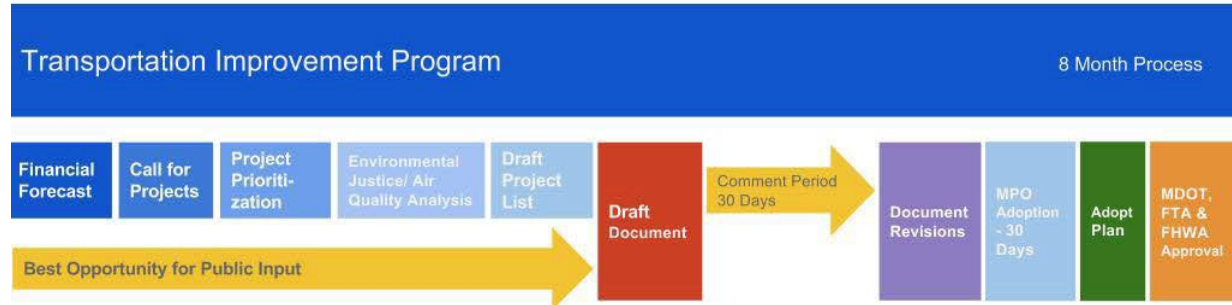 Transportation Improvement Program
8 Month Process
Financial
Forecast
Call for
Projects
Project
Prioriti-
zation
Environmental
Justice/ Air
Quality Analysis
Draft
Project
List
Draft
Document
Comment Period
30 Days
Document
Revisions
MPO
Adoption
- 30
Days
Adopt
Plan
MDOT,
FTA &
FHWA
Approval
Best Opportunity for Public Input